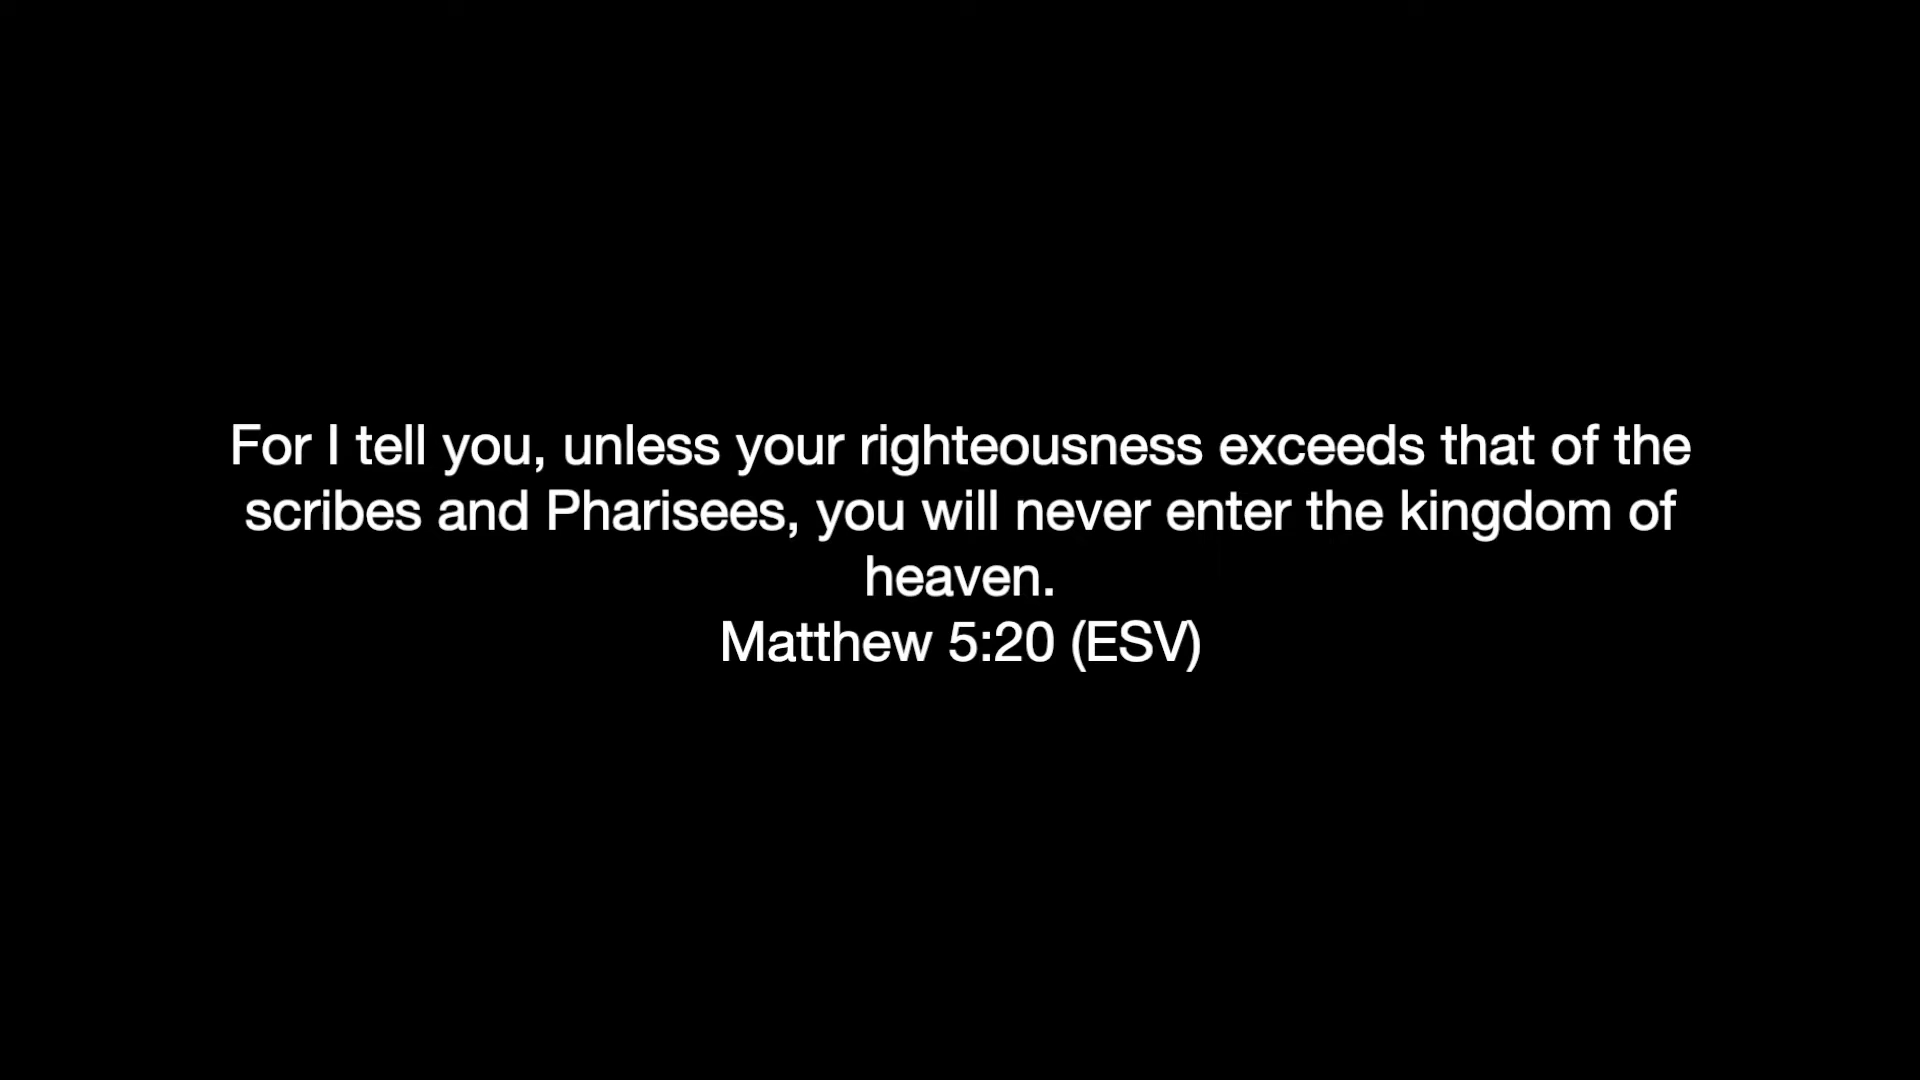 For I tell you, unless your righteousness exceeds that of the
scribes and Pharisees, you will never enter the kingdom of
heaven.
Matthew 5:20 (ESV)